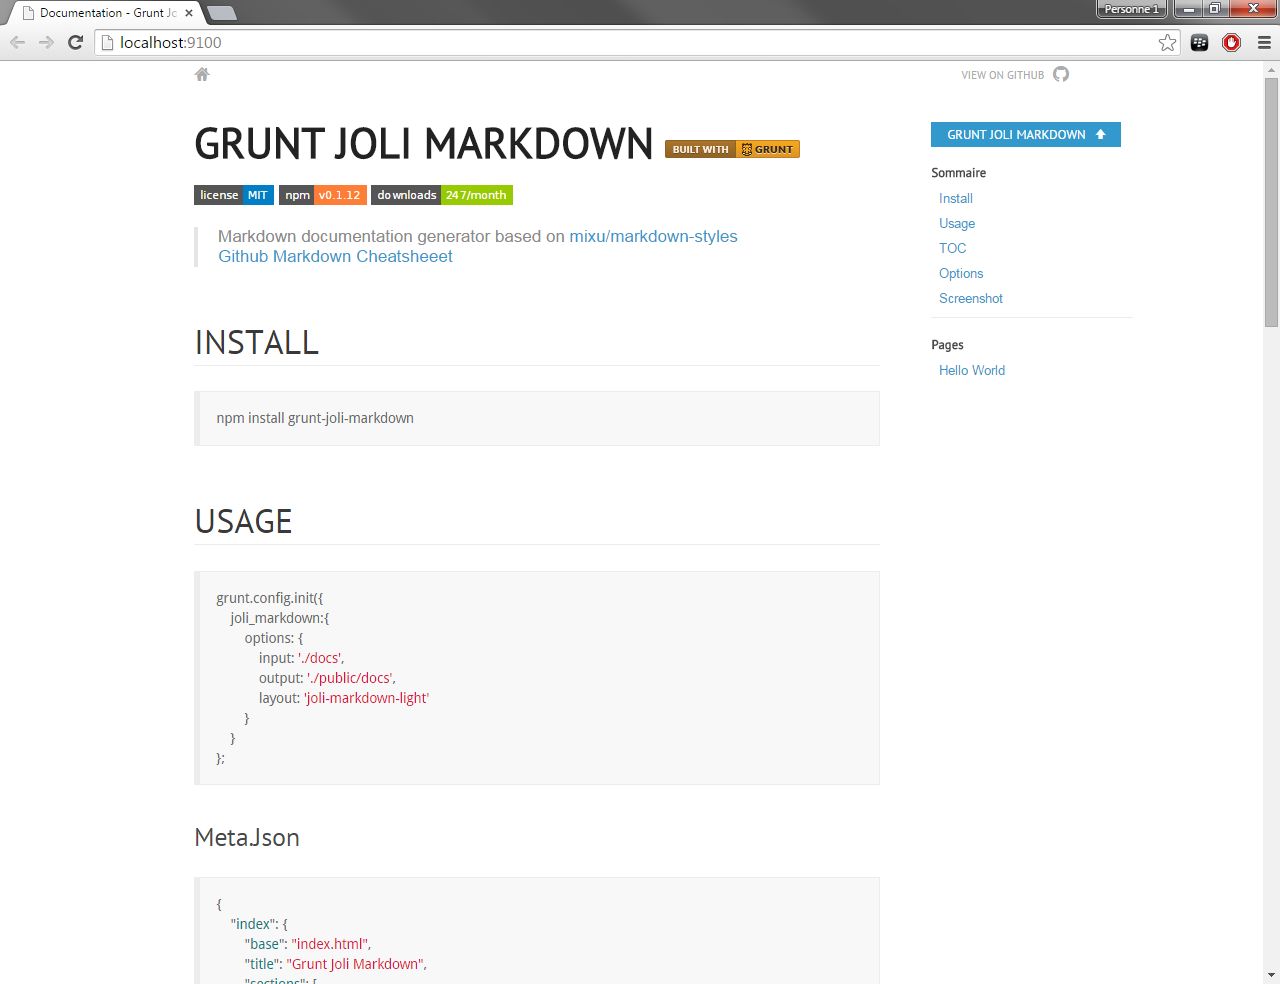 Documentation - Grunt Jo
Personne 1
localhost:9100
VIEW ON GITHUB
GRUNT JOLI MARKDOWN
BUILT WITH GRUNT
license MIT npm v0.1.12 downloads 247/month
Markdown documentation generator based on mixu/markdown-styles
Github Markdown Cheatsheeet
INSTALL
npm install grunt-joli-markdown
USAGE
grunt.config.init({
joli_markdown:{
options: {
input: './docs',
output: './public/docs',
layout: 'joli-markdown-light'
}
}
};
Meta.Json
{
"index": {
"base": "index.html",
"title": "Grunt Joli Markdown",
"sections": [
GRUNT JOLI MARKDOWN
Sommaire
Install
Usage
TOC
Options
Screenshot
Pages
Hello World